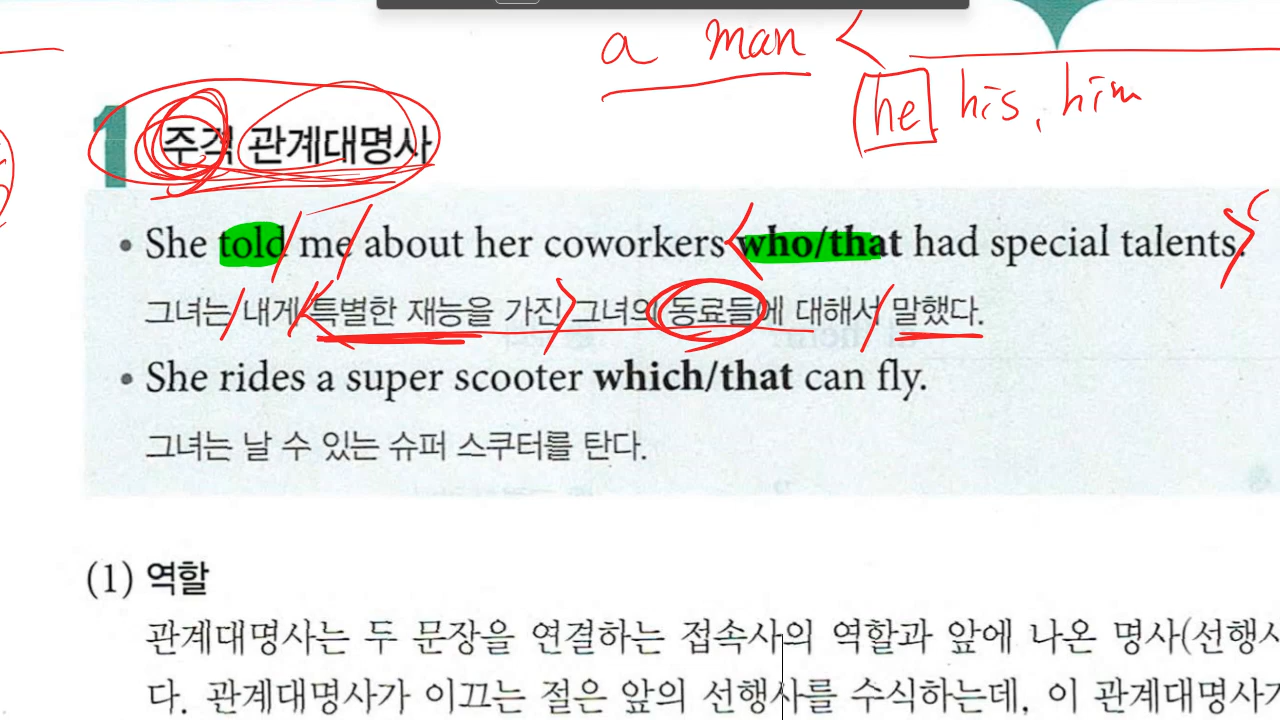 a man
he, his, him
1 주격 관계대명사
• She told me about her coworkers who/that had special talents.
그녀는 내게 특별한 재능을 가진 그녀의 동료들에 대해서 말했다.
• She rides a super scooter which/that can fly.
그녀는 날 수 있는 슈퍼 스쿠터를 탄다.
(1) 역할
관계대명사는 두 문장을 연결하는 접속사의 역할과 앞에 나온 명사(선행
다. 관계대명사가 이끄는 절은 앞의 선행사를 수식하는데, 이 관계대명사